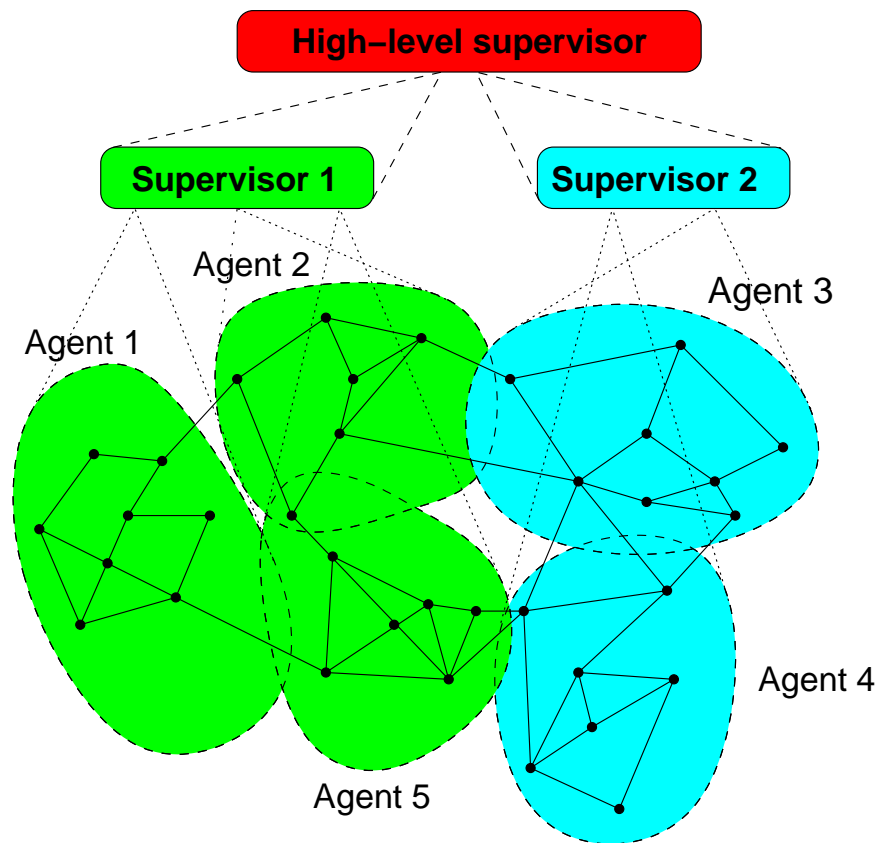 High−level supervisor
Supervisor 1
Supervisor 2
Agent 2
Agent 3
Agent 1
Agent 4
Agent 5